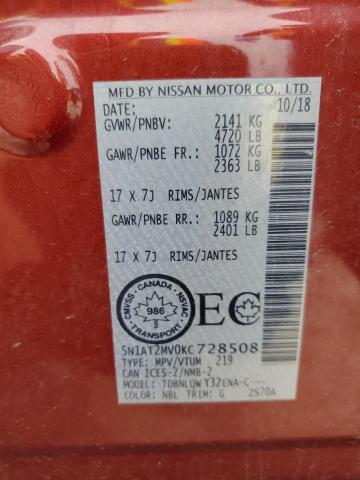 MFD BY NISSAN MOTOR CO., LTD.
DATE: 10/18
GVWR/PNBV: 2141 KG
4720 LB
GAWR/PNBE FR.: 1072 KG
2363 LB
17 X 7J RIMS/JANTES
GAWR/PNBE RR.: 1089 KG
2401 LB
17 X 7J RIMS/JANTES
CANADA
CMVSS 986 NSVAC
EC
5N1AT2MV0KC728508
TYPE: MPV/VTUM 219
CAN ICES-2/NMB-2
MODEL: TDBNLQW T32ENA-C---
COLOR: NBL TRIM: G 2570A